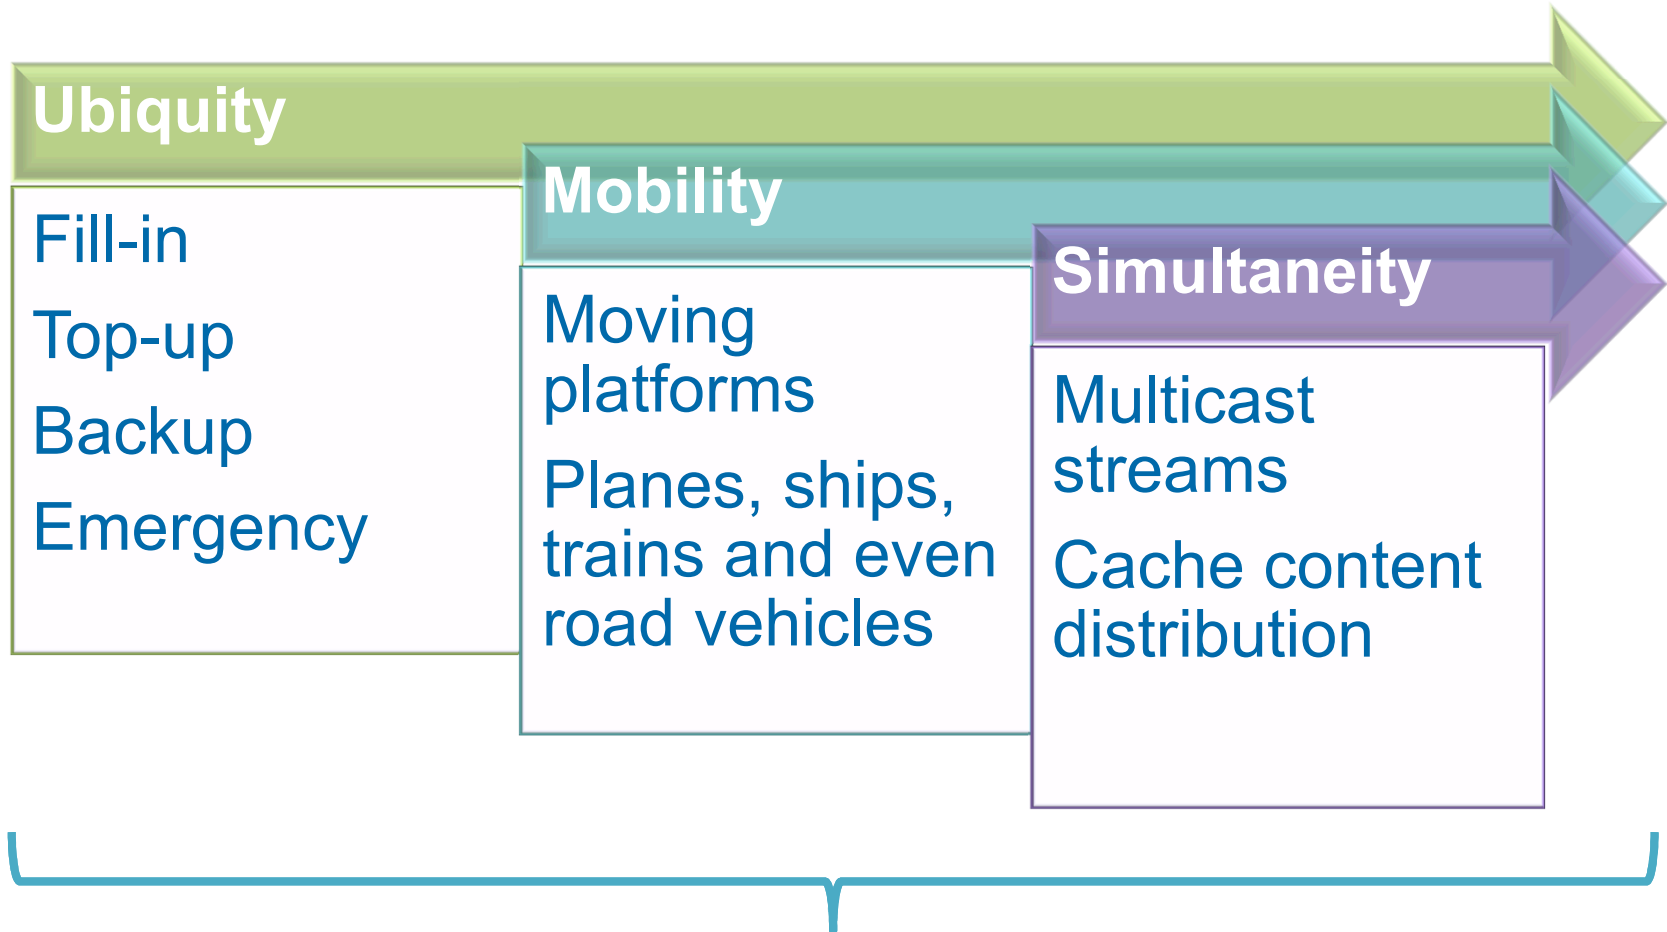 Ubiquity
Fill-in
Top-up
Backup
Emergency
Mobility
Moving
platforms
Planes, ships,
trains and even
road vehicles
Simultaneity
Multicast
streams
Cache content
distribution